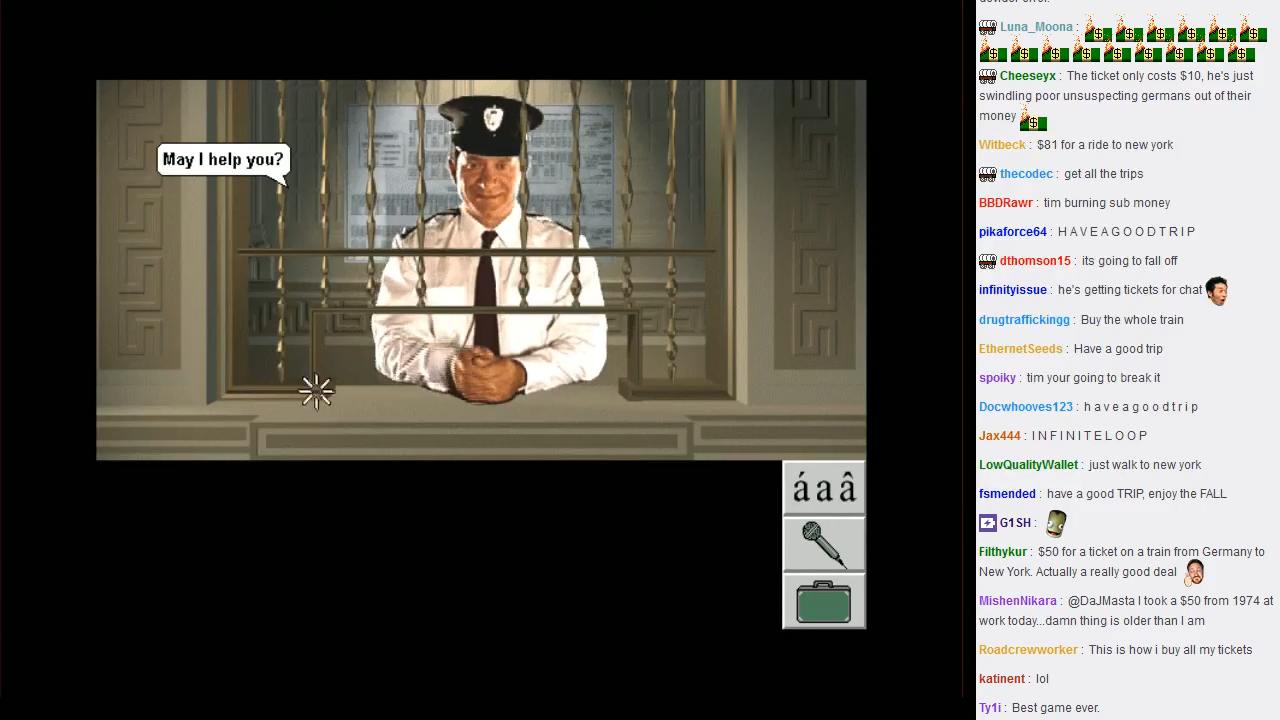 May I help you?
á a â
Luna_Moona :
Cheeseyx : The ticket only costs $10, he's just
swindling poor unsuspecting germans out of their
money
Witbeck : $81 for a ride to new york
thecodec : get all the trips
BBDRawr : tim burning sub money
pikaforce64 : H A V E A G O O D T R I P
dthomson15 : its going to fall off
infinityissue : he's getting tickets for chat
drugtraffickingg : Buy the whole train
EthernetSeeds : Have a good trip
spoiky : tim your going to break it
Docwhooves123 : h a v e a g o o d t r i p
Jax444 : I N F I N I T E L O O P
LowQualityWallet : just walk to new york
fsmended : have a good TRIP, enjoy the FALL
G1SH :
Filthykur : $50 for a ticket on a train from Germany to
New York. Actually a really good deal
MishenNikara : @DaJMasta I took a $50 from 1974 at
work today...damn thing is older than I am
Roadcrewworker : This is how i buy all my tickets
katinent : lol
Ty1i : Best game ever.